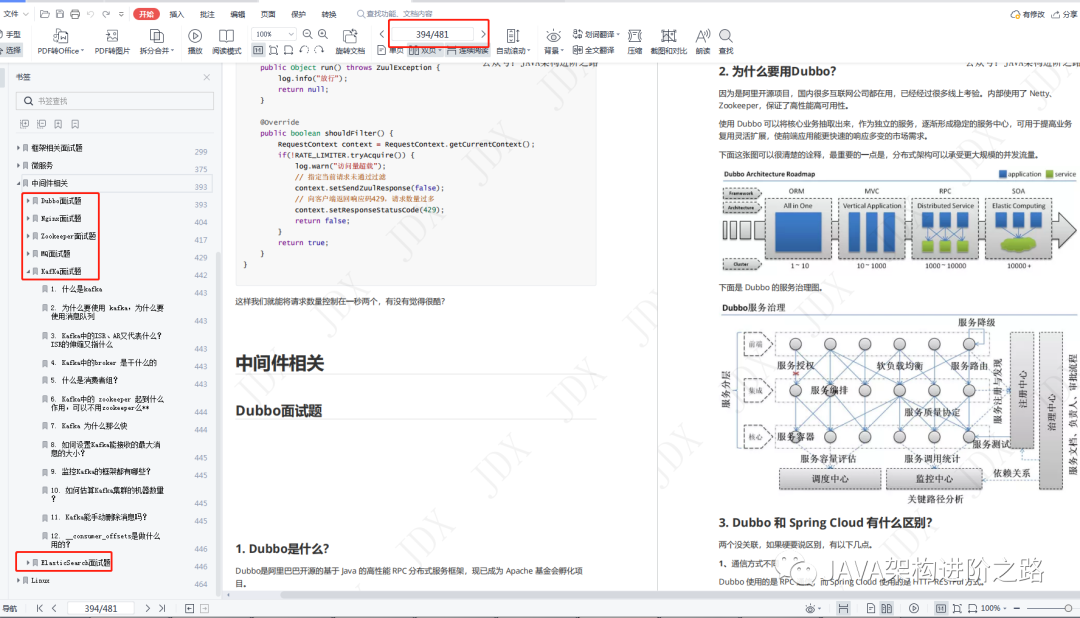 文件
开始 插入 批注 编辑 页面 保护 转换 查找功能、文档内容 有修改 分享
手型
选择
PDF转Office PDF转图片 拆分合并 播放 阅读模式 100% 旋转文档 394/481
单页 双页 连续阅读 自动滚动 背景 划词翻译 全文翻译 压缩 截图和对比 朗读 查找
书签
书签查找
框架相关面试题 299
微服务 375
中间件相关 393
Dubbo面试题 393
Nginx面试题 404
Zookeeper面试题 417
MQ面试题 429
Kafka面试题 442
1. 什么是kafka 443
2. 为什么要使用 kafka，为什么要
使用消息队列 443
3. Kafka中的ISR、AR又代表什么？
ISR的伸缩又指什么 443
4. Kafka中的broker 是干什么的 443
5. 什么是消费者组？ 443
6. Kafka中的 zookeeper 起到什么
作用，可以不用zookeeper么** 444
7. Kafka 为什么那么快 444
8. 如何设置Kafka能接收的最大消
息的大小？ 445
9. 监控Kafka的框架都有哪些？ 445
10. 如何估算Kafka集群的机器数量
？ 445
11. Kafka能手动删除消息吗？ 445
12. __consumer_offsets是做什么
用的？ 446
ElasticSearch面试题 446
Linux 464
public Object run() throws ZuulException {
log.info("放行");
return null;
}
@Override
public boolean shouldFilter() {
RequestContext context = RequestContext.getCurrentContext();
if(!RATE_LIMITER.tryAcquire()) {
log.warn("访问量超载");
// 指定当前请求未通过过滤
context.setSendZuulResponse(false);
// 向客户端返回响应码429，请求数量过多
context.setResponseStatusCode(429);
return false;
}
return true;
}
}
这样我们就能将请求数量控制在一秒两个，有没有觉得很酷？
中间件相关
Dubbo面试题
1. Dubbo是什么？
Dubbo是阿里巴巴开源的基于 Java 的高性能 RPC 分布式服务框架，现已成为 Apache 基金会孵化项
目。
2. 为什么要用Dubbo？
因为是阿里开源项目，国内很多互联网公司都在用，已经经过很多线上考验。内部使用了 Netty、
Zookeeper，保证了高性能高可用性。
使用 Dubbo 可以将核心业务抽取出来，作为独立的服务，逐渐形成稳定的服务中心，可用于提高业务
复用灵活扩展，使前端应用能更快速的响应多变的市场需求。
下面这张图可以很清楚的诠释，最重要的一点是，分布式架构可以承受更大规模的并发流量。
Dubbo Architecture Roadmap application service
Framework ORM MVC RPC SOA
Architecture All in One Vertical Application Distributed Service Elastic Computing
Cluster 1 ~ 10 10 ~ 1000 1000 ~ 10000 10000 +
下面是 Dubbo 的服务治理图。
Dubbo服务治理
服务降级
前端
服务授权 软负载均衡 服务路由
集成 服务编排
服务质量协定
核心 服务容器 服务测试
服务容量评估 服务调用统计
调度中心 监控中心 依赖关系
关键路径分析
服务分层
服务注册与发现
注册中心
治理中心
服务文档、负责人、审批流程
3. Dubbo 和 Spring Cloud 有什么区别？
两个没关联，如果硬要说区别，有以下几点。
1、通信方式不同
Dubbo 使用的是 RPC 而 Spring Cloud 使用的是 HTTP RESTFul 方式。
JAVA架构进阶之路
JDX
导航 394/481 100%